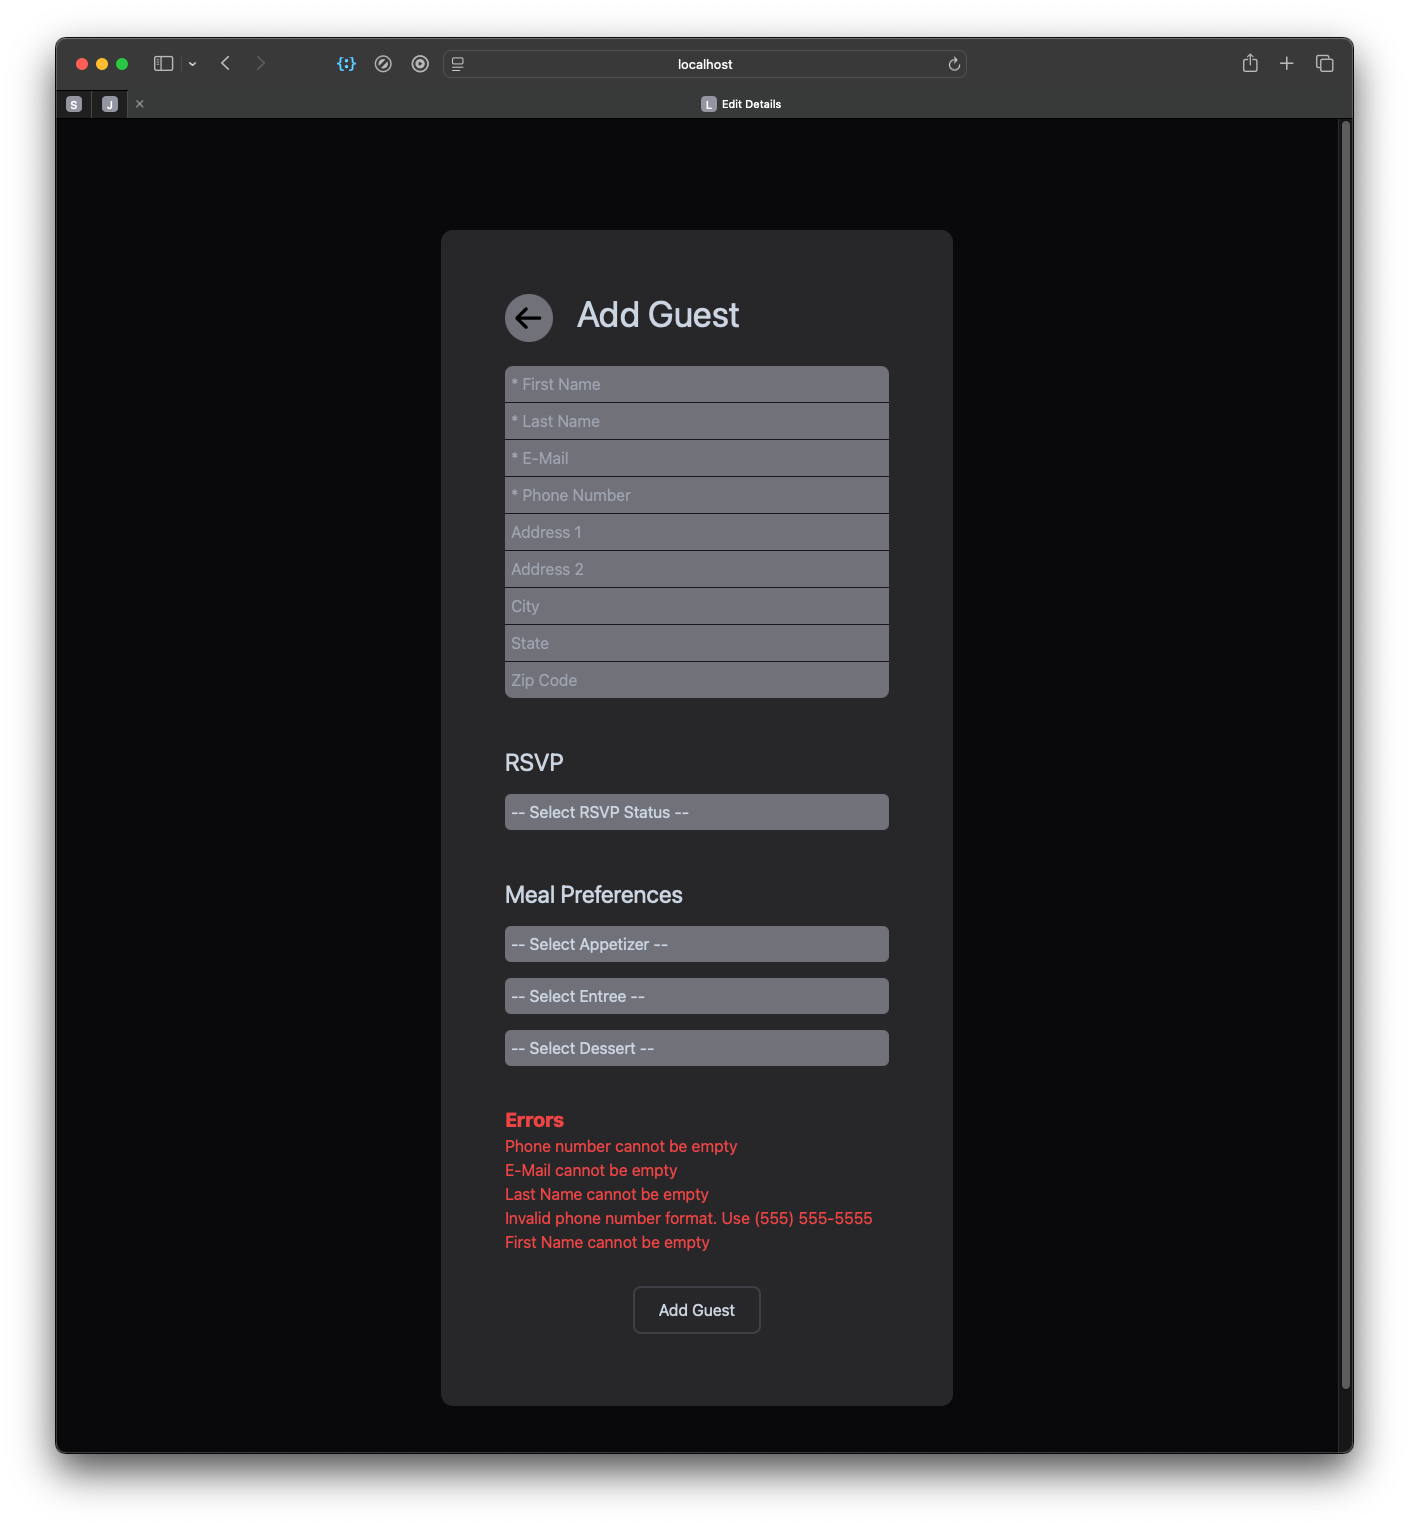 localhost
S
J
L Edit Details
Add Guest
* First Name
* Last Name
* E-Mail
* Phone Number
Address 1
Address 2
City
State
Zip Code
RSVP
-- Select RSVP Status --
Meal Preferences
-- Select Appetizer --
-- Select Entree --
-- Select Dessert --
Errors
Phone number cannot be empty
E-Mail cannot be empty
Last Name cannot be empty
Invalid phone number format. Use (555) 555-5555
First Name cannot be empty
Add Guest